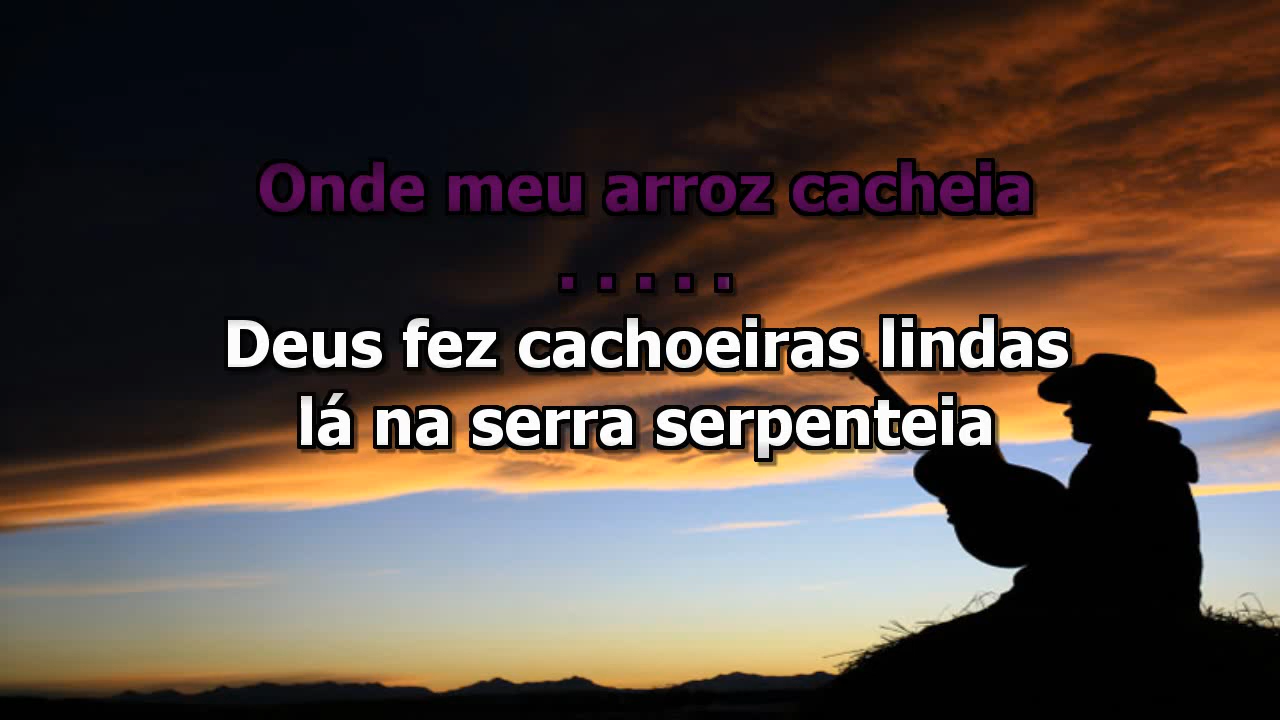 Onde meu arroz cacheia
. . . . .
Deus fez cachoeiras lindas
lá na serra serpenteia